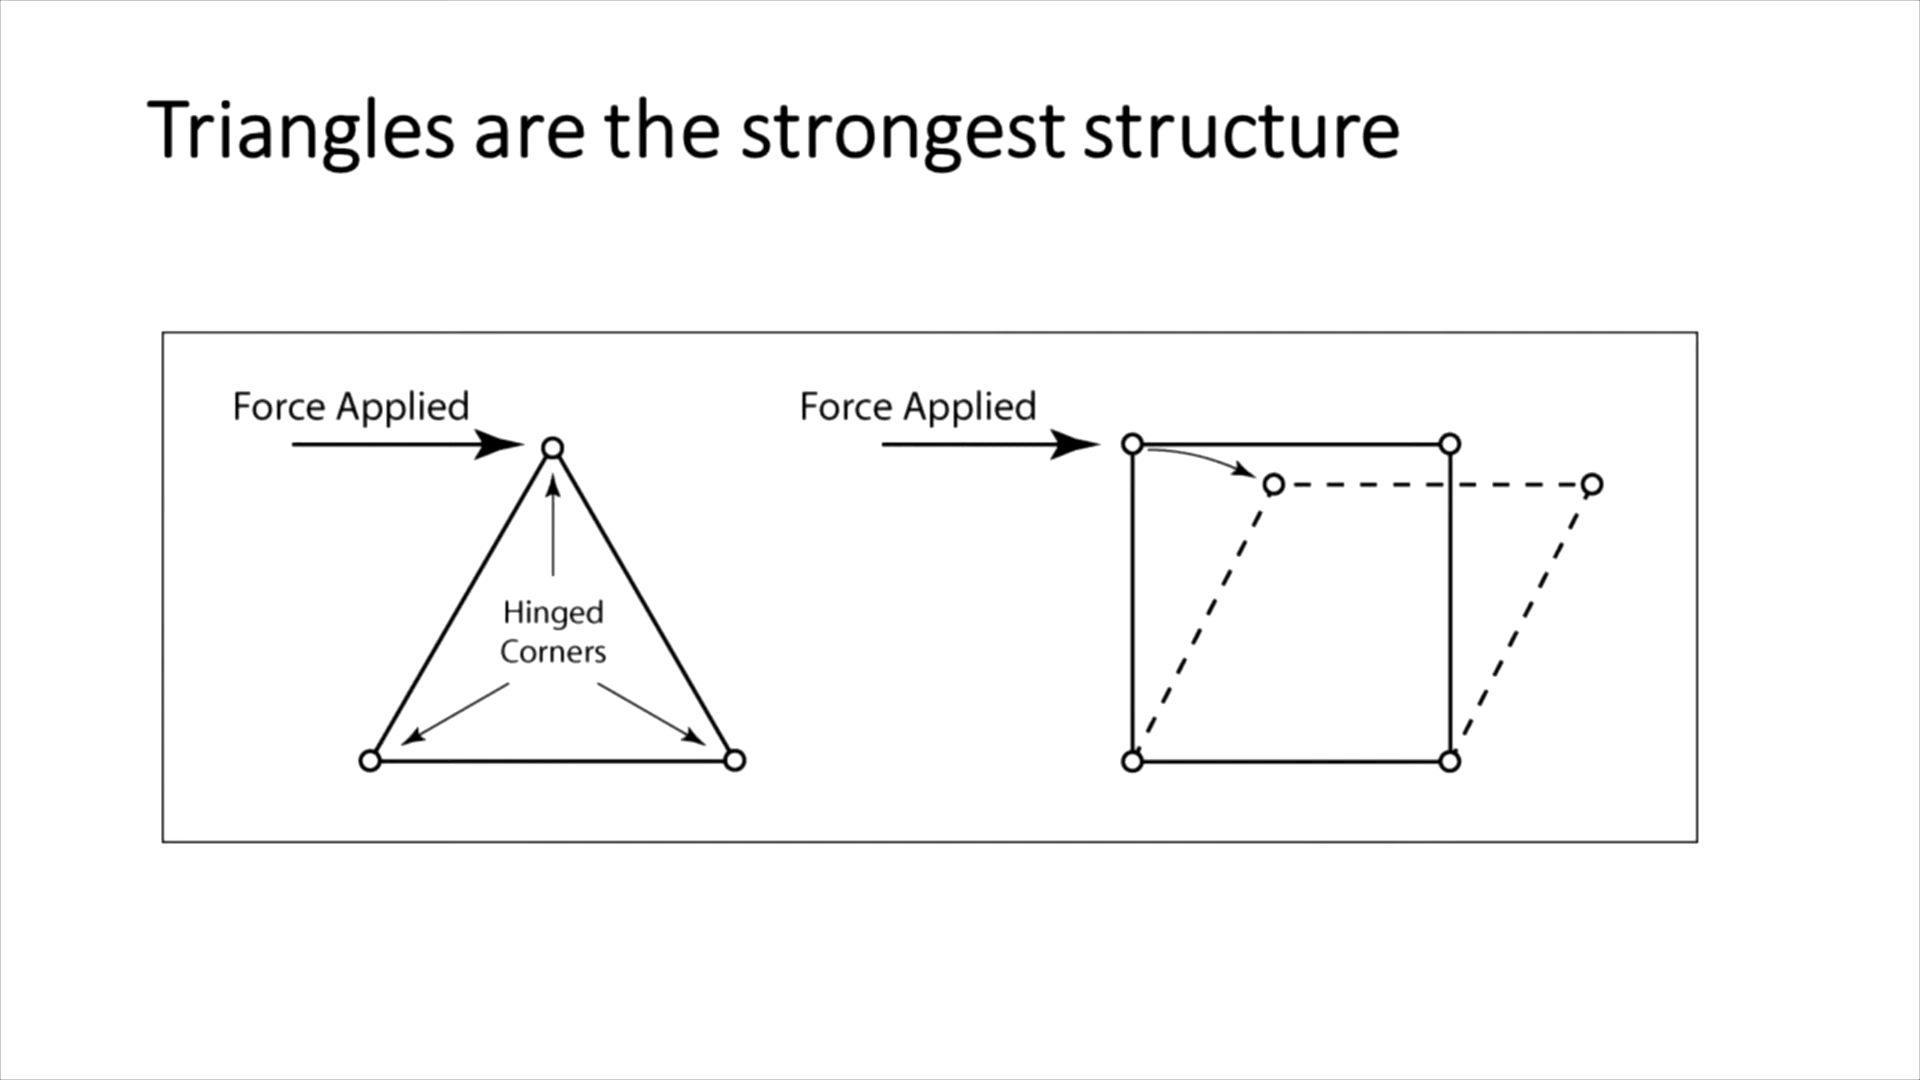 Triangles are the strongest structure
Force Applied
Force Applied
Hinged
Corners